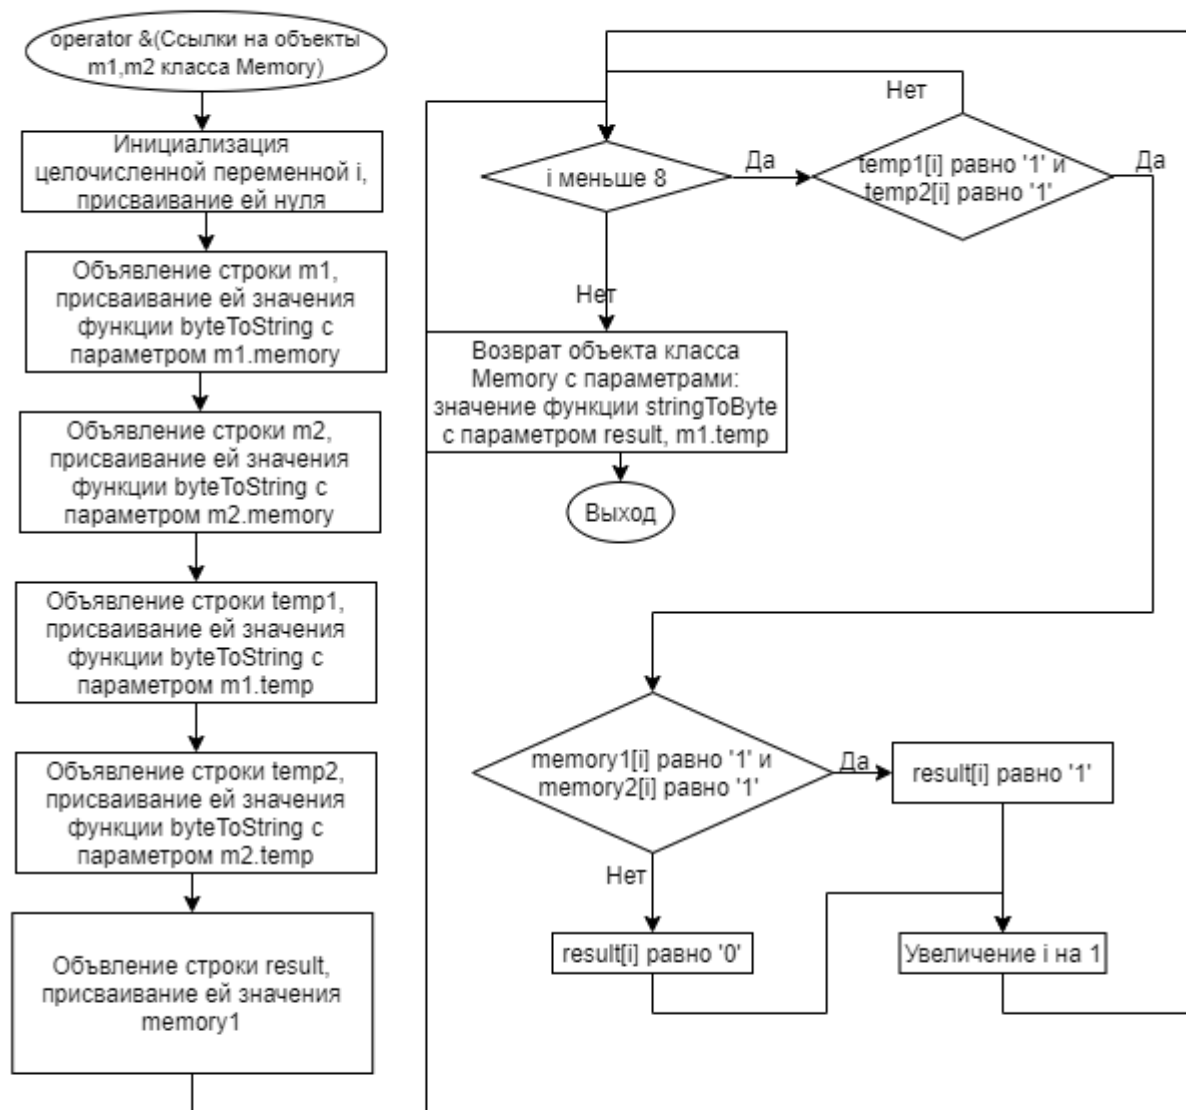 operator &(Ссылки на объекты
m1,m2 класса Memory)
Инициализация
целочисленной переменной i,
присваивание ей нуля
Объявление строки m1,
присваивание ей значения
функции byteToString с
параметром m1.memory
Объявление строки m2,
присваивание ей значения
функции byteToString с
параметром m2.memory
Объявление строки temp1,
присваивание ей значения
функции byteToString с
параметром m1.temp
Объявление строки temp2,
присваивание ей значения
функции byteToString с
параметром m2.temp
Объвление строки result,
присваивание ей значения
memory1
i меньше 8
Да
Нет
temp1[i] равно '1' и
temp2[i] равно '1'
Да
Нет
Возврат объекта класса
Memory с параметрами:
значение функции stringToByte
с параметром result, m1.temp
Выход
memory1[i] равно '1' и
memory2[i] равно '1'
Да
result[i] равно '1'
Нет
result[i] равно '0'
Увеличение i на 1